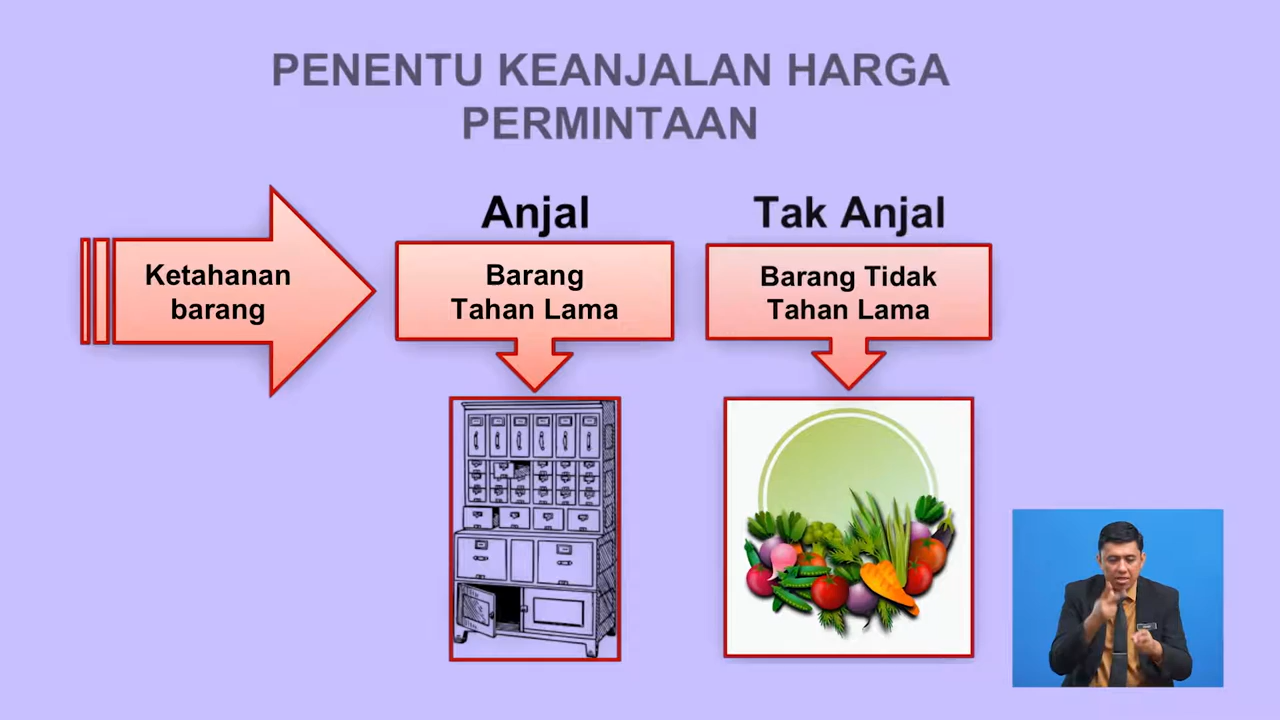 PENENTU KEANJALAN HARGA
PERMINTAAN
Anjal
Tak Anjal
Ketahanan
barang
Barang
Tahan Lama
Barang Tidak
Tahan Lama